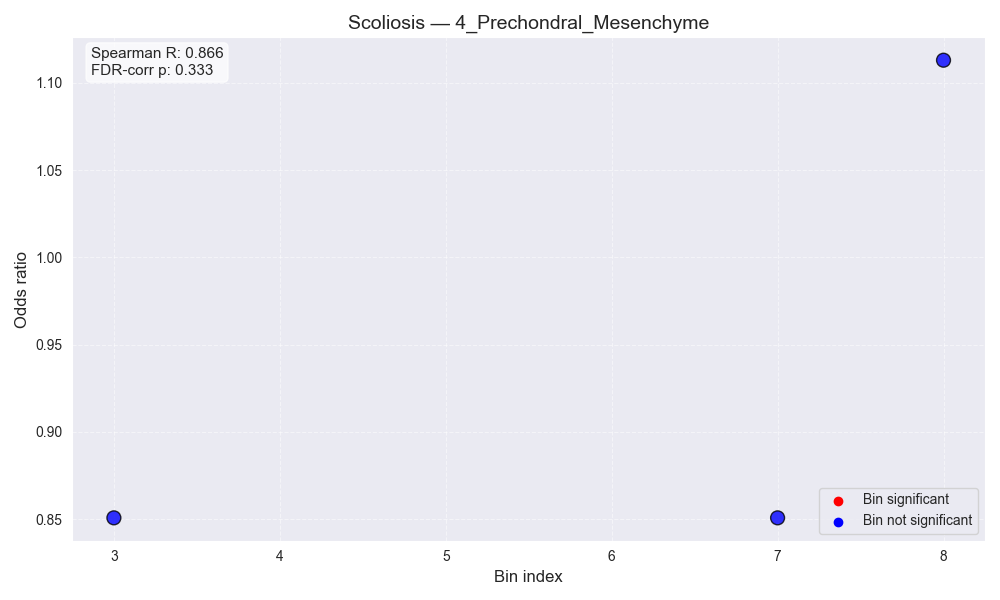 Scoliosis — 4_Prechondral_Mesenchyme
Spearman R: 0.866
FDR-corr p: 0.333
Odds ratio
1.10
1.05
1.00
0.95
0.90
0.85
3 4 5 6 7 8
Bin index
Bin significant
Bin not significant